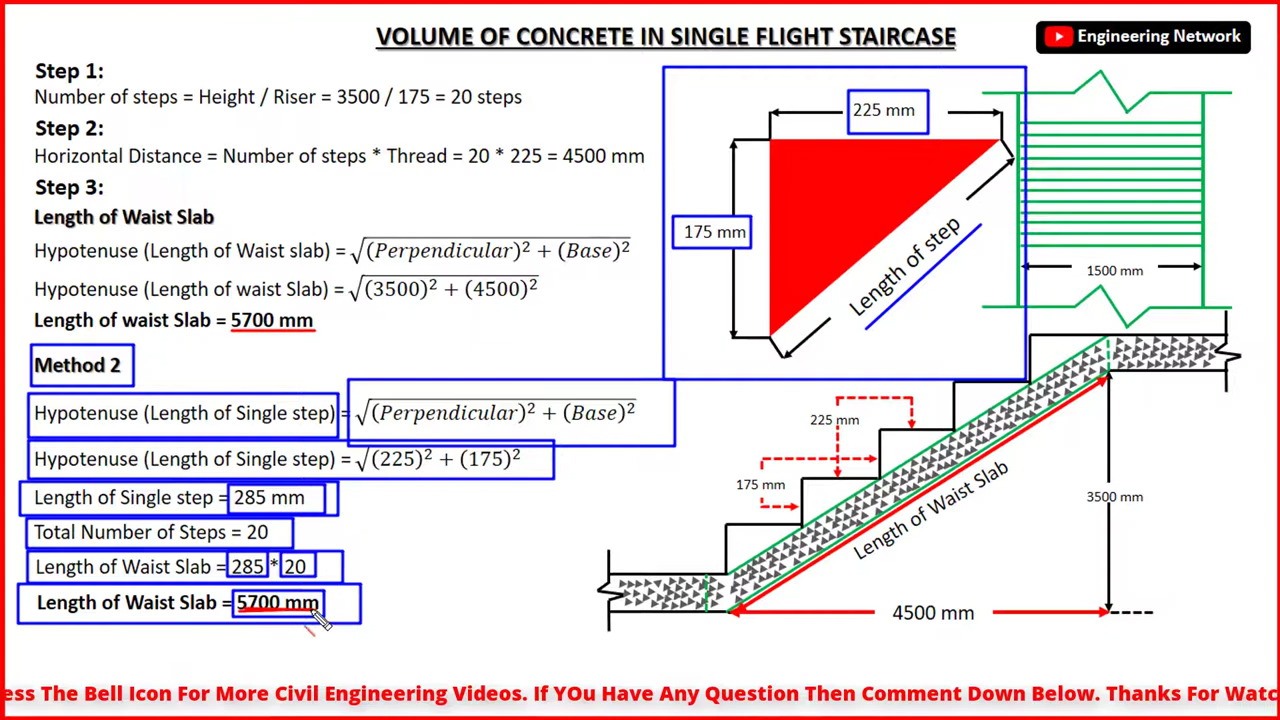 VOLUME OF CONCRETE IN SINGLE FLIGHT STAIRCASE
Engineering Network
Step 1:
Number of steps = Height / Riser = 3500 / 175 = 20 steps
Step 2:
Horizontal Distance = Number of steps * Thread = 20 * 225 = 4500 mm
Step 3:
Length of Waist Slab
Hypotenuse (Length of Waist slab) = √(Perpendicular)² + (Base)²
Hypotenuse (Length of waist Slab) = √(3500)² + (4500)²
Length of waist Slab = 5700 mm
Method 2
Hypotenuse (Length of Single step) = √(Perpendicular)² + (Base)²
Hypotenuse (Length of Single step) = √(225)² + (175)²
Length of Single step = 285 mm
Total Number of Steps = 20
Length of Waist Slab = 285 * 20
Length of Waist Slab = 5700 mm
225 mm
175 mm
Length of step
1500 mm
225 mm
175 mm
Length of Waist Slab
3500 mm
4500 mm
ess The Bell Icon For More Civil Engineering Videos. If YOu Have Any Question Then Comment Down Below. Thanks For Watc